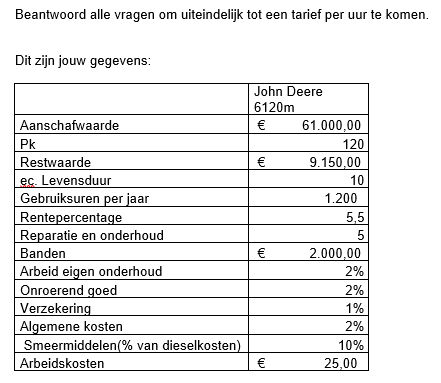 Beantwoord alle vragen om uiteindelijk tot een tarief per uur te komen.
Dit zijn jouw gegevens:
John Deere
6120m
Aanschafwaarde € 61.000,00
Pk 120
Restwaarde € 9.150,00
ec. Levensduur 10
Gebruiksuren per jaar 1.200
Rentepercentage 5,5
Reparatie en onderhoud 5
Banden € 2.000,00
Arbeid eigen onderhoud 2%
Onroerend goed 2%
Verzekering 1%
Algemene kosten 2%
Smeermiddelen(% van dieselkosten) 10%
Arbeidskosten € 25,00